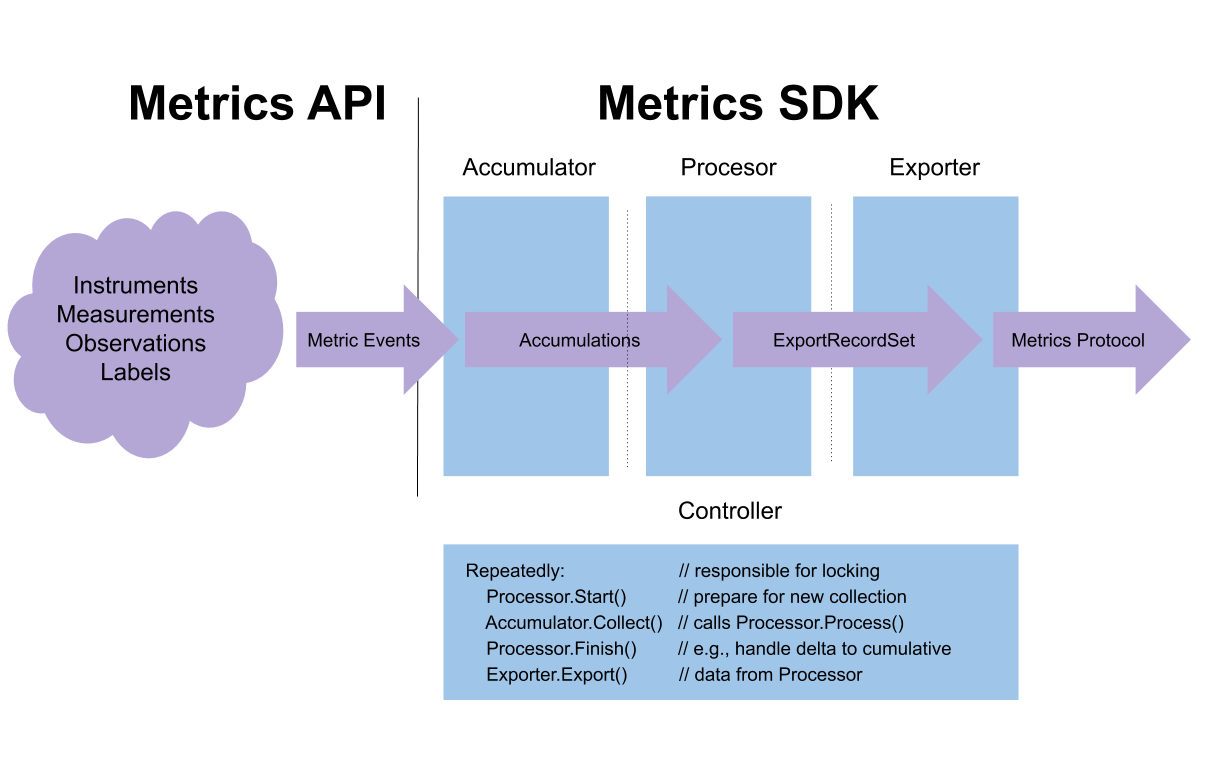 Metrics API
Metrics SDK
Accumulator
Procesor
Exporter
Instruments
Measurements
Observations
Labels
Metric Events
Accumulations
ExportRecordSet
Metrics Protocol
Controller
Repeatedly: // responsible for locking
Processor.Start() // prepare for new collection
Accumulator.Collect() // calls Processor.Process()
Processor.Finish() // e.g., handle delta to cumulative
Exporter.Export() // data from Processor